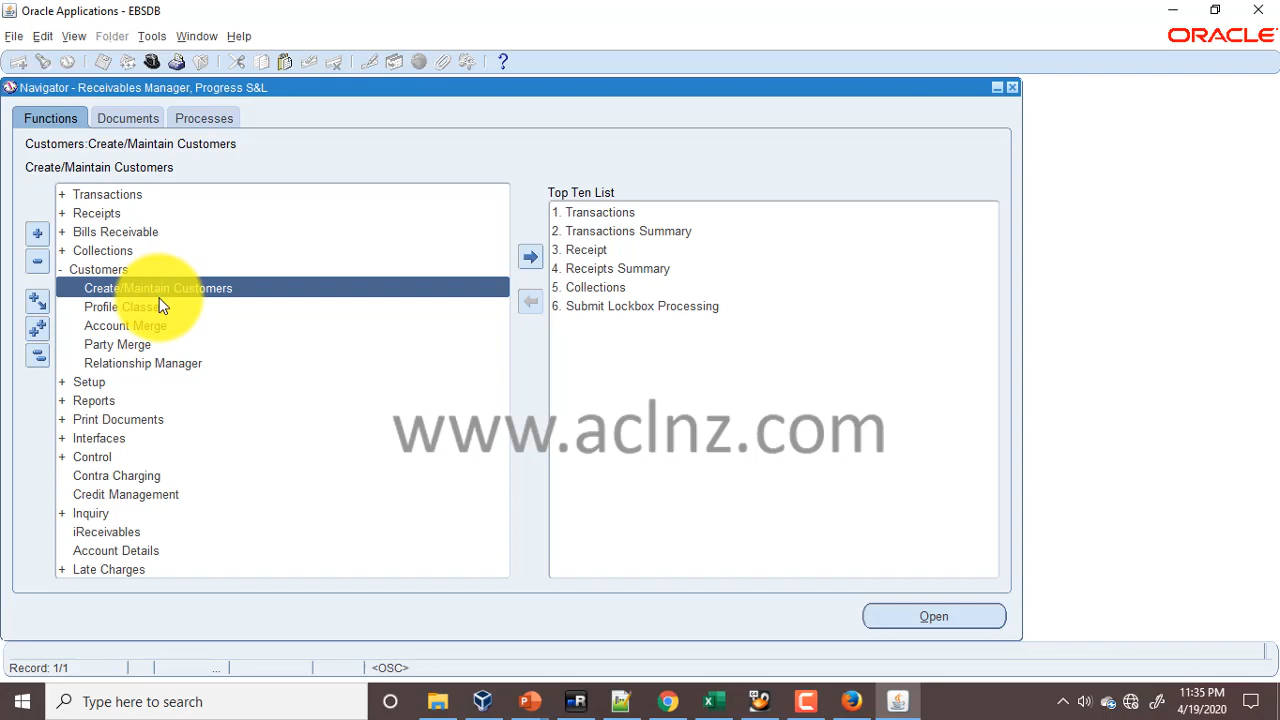 Oracle Applications - EBSDB
File Edit View Folder Tools Window Help
ORACLE
?
Navigator - Receivables Manager, Progress S&L
Functions Documents Processes
Customers:Create/Maintain Customers
Create/Maintain Customers
+ Transactions
+ Receipts
+ Bills Receivable
+ Collections
- Customers
Create/Maintain Customers
Profile Classes
Account Merge
Party Merge
Relationship Manager
+ Setup
+ Reports
+ Print Documents
+ Interfaces
+ Control
Contra Charging
Credit Management
+ Inquiry
iReceivables
Account Details
+ Late Charges
Top Ten List
1. Transactions
2. Transactions Summary
3. Receipt
4. Receipts Summary
5. Collections
6. Submit Lockbox Processing
www.aclnz.com
Open
Record: 1/1 ... <OSC>
Type here to search
11:35 PM
4/19/2020